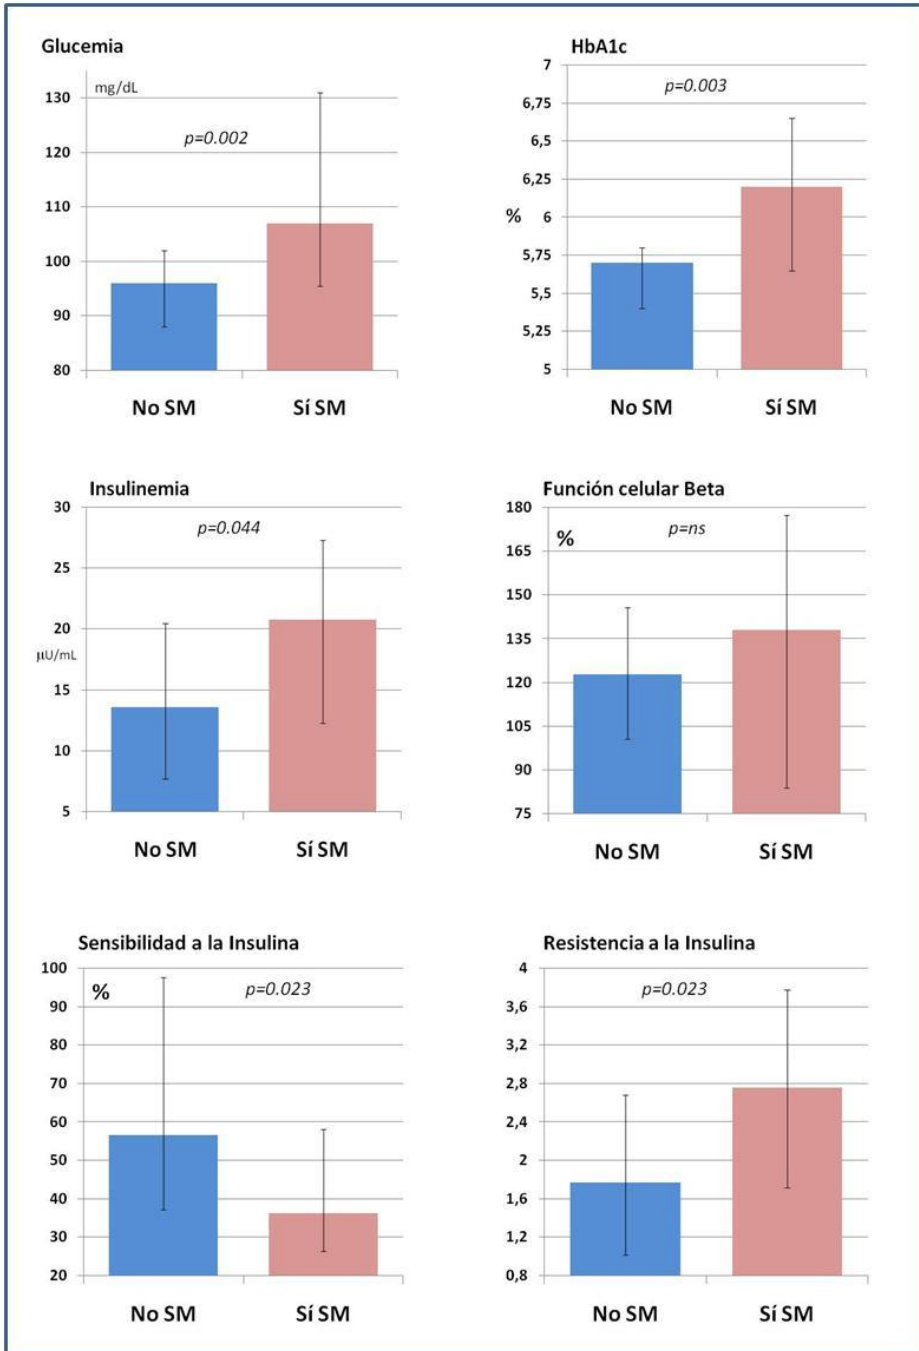 Glucemia
mg/dL
p=0.002
130
120
110
100
90
80
No SM
Sí SM
HbA1c
7
p=0.003
6,75
6,5
6,25
%
6
5,75
5,5
5,25
5
No SM
Sí SM
Insulinemia
30
p=0.044
25
20
µU/mL
15
10
5
No SM
Sí SM
Función celular Beta
180
%
p=ns
165
150
135
120
105
90
75
No SM
Sí SM
Sensibilidad a la Insulina
100
%
p=0.023
90
80
70
60
50
40
30
20
No SM
Sí SM
Resistencia a la Insulina
4
p=0.023
3,6
3,2
2,8
2,4
2
1,6
1,2
0,8
No SM
Sí SM